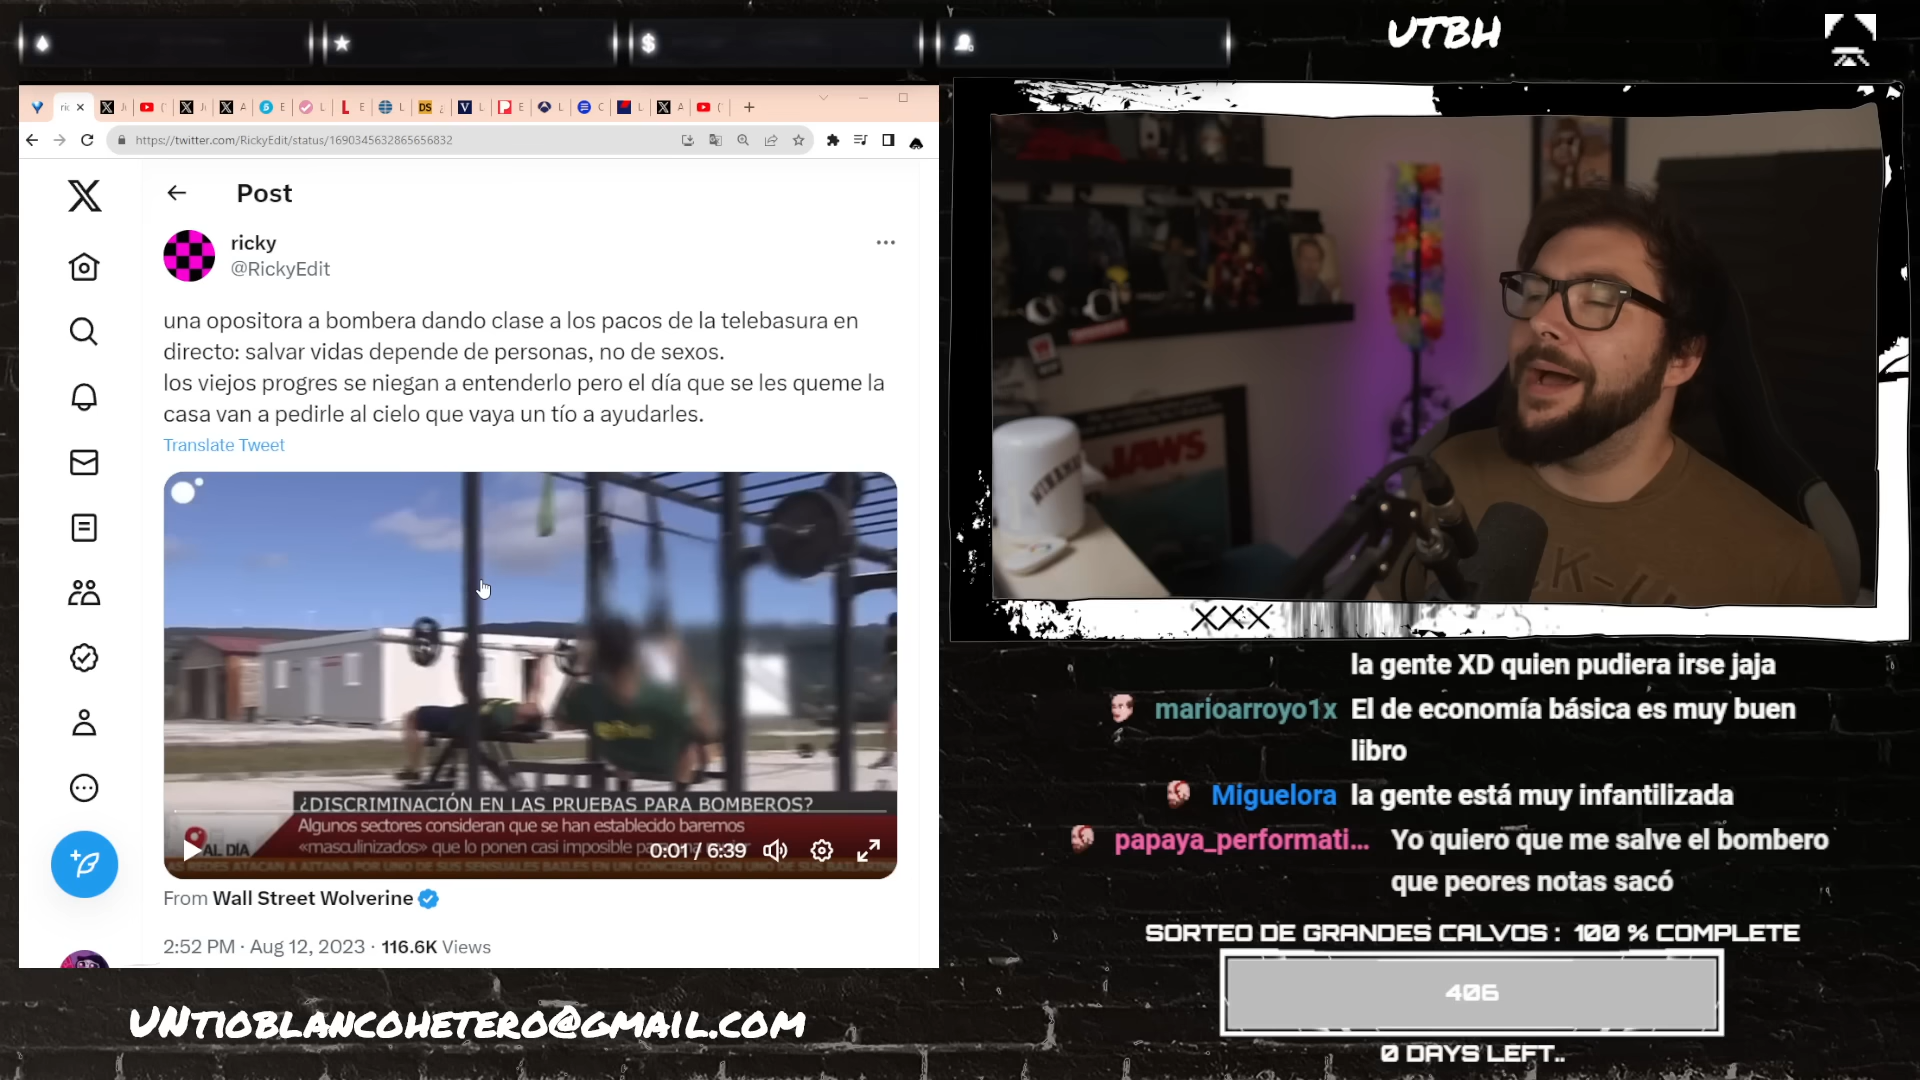 UTBH
https://twitter.com/RickyEdit/status/1690345632865656832
Post
ricky
@RickyEdit
una opositora a bombera dando clase a los pacos de la telebasura en
directo: salvar vidas depende de personas, no de sexos.
los viejos progres se niegan a entenderlo pero el día que se les queme la
casa van a pedirle al cielo que vaya un tío a ayudarles.
Translate Tweet
¿DISCRIMINACIÓN EN LAS PRUEBAS PARA BOMBEROS?
Algunos sectores consideran que se han establecido baremos
«masculinizados» que lo ponen casi imposible
AL DÍA
0:01 / 6:39
From Wall Street Wolverine
2:52 PM · Aug 12, 2023 · 116.6K Views
UNTIOBLANCOHETERO@GMAIL.COM
JAWS
XXX
la gente XD quien pudiera irse jaja
marioarroyo1x El de economía básica es muy buen
libro
Miguelora la gente está muy infantilizada
papaya_performati... Yo quiero que me salve el bombero
que peores notas sacó
SORTEO DE GRANDES CALVOS : 100 % COMPLETE
406
0 DAYS LEFT..